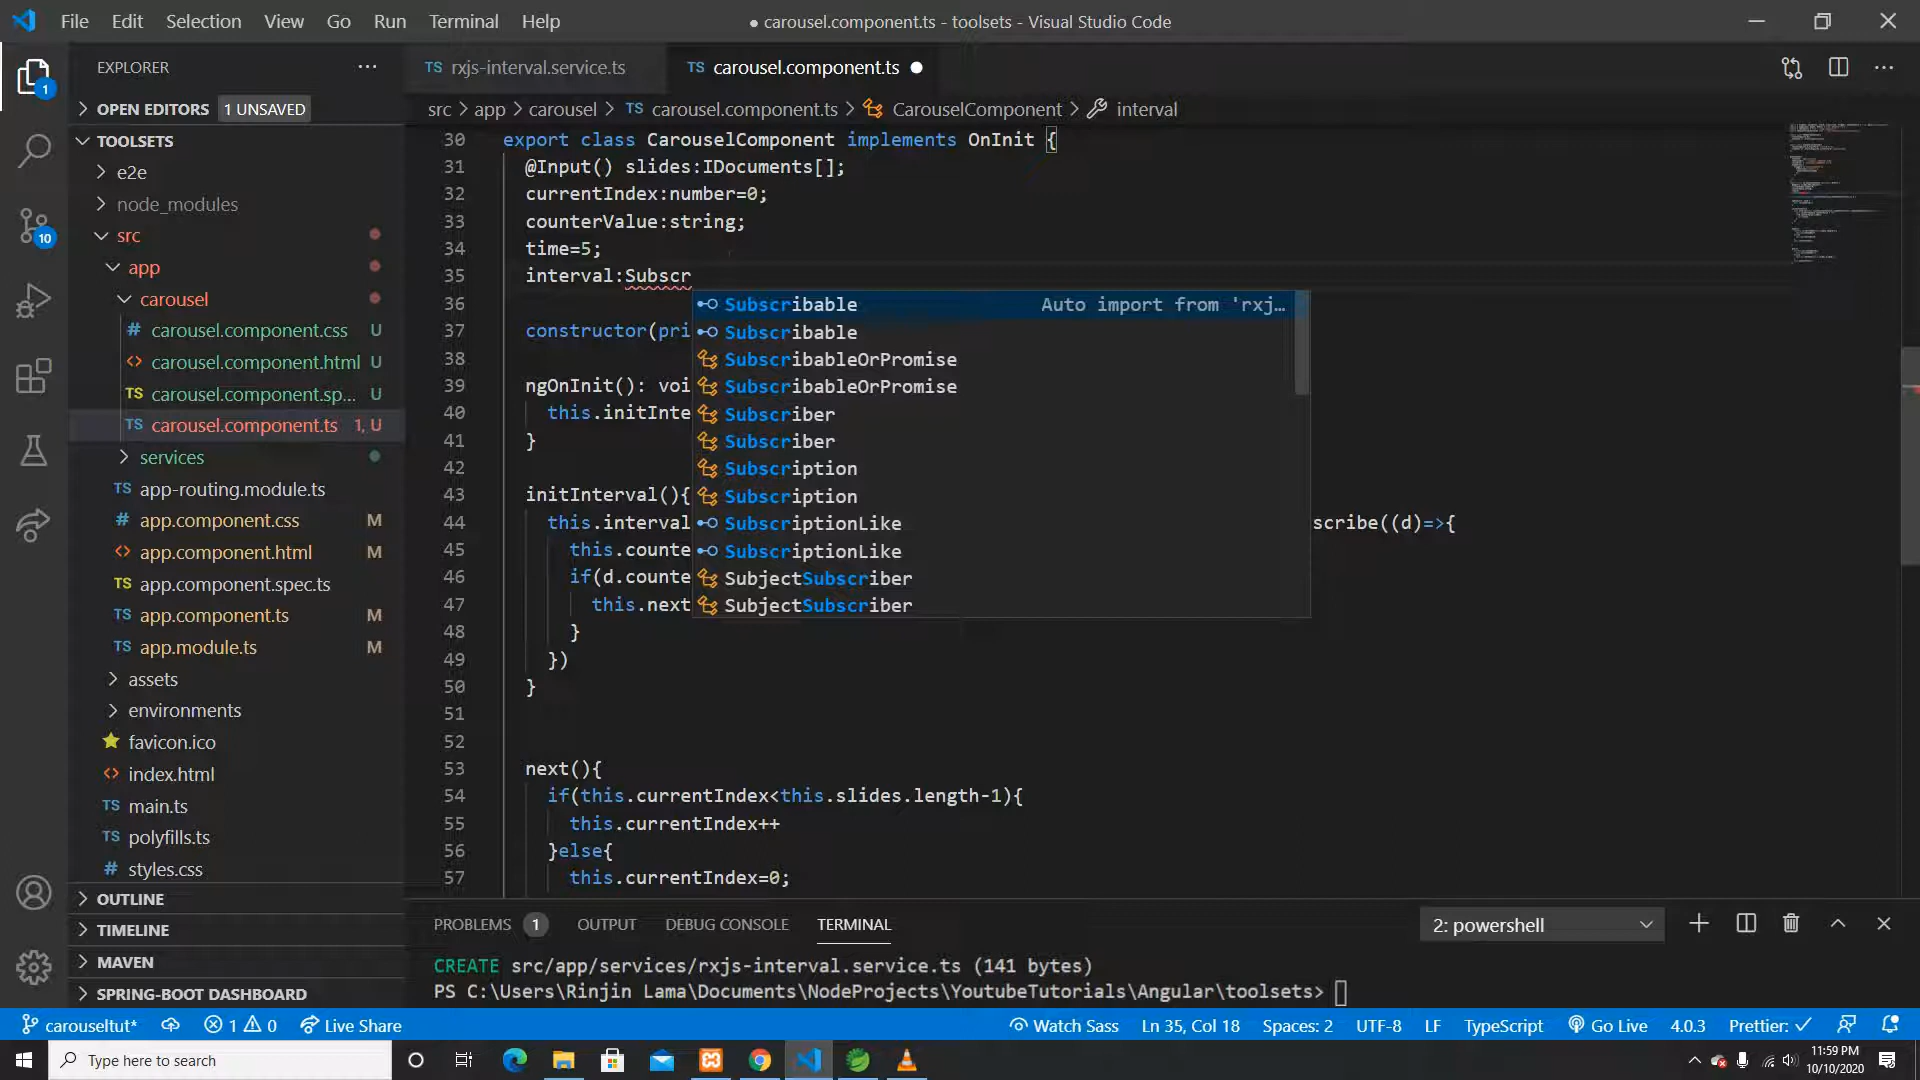 File Edit Selection View Go Run Terminal Help
● carousel.component.ts - toolsets - Visual Studio Code
EXPLORER
OPEN EDITORS 1 UNSAVED
TOOLSETS
e2e
node_modules
src
app
carousel
# carousel.component.css U
<> carousel.component.html U
TS carousel.component.sp... U
TS carousel.component.ts 1, U
services
TS app-routing.module.ts
# app.component.css M
<> app.component.html M
TS app.component.spec.ts
TS app.component.ts M
TS app.module.ts M
assets
environments
favicon.ico
<> index.html
TS main.ts
TS polyfills.ts
# styles.css
OUTLINE
TIMELINE
MAVEN
SPRING-BOOT DASHBOARD
1
10
TS rxjs-interval.service.ts
TS carousel.component.ts ●
src > app > carousel > TS carousel.component.ts > CarouselComponent > interval
30 export class CarouselComponent implements OnInit {
31 @Input() slides:IDocuments[];
32 currentIndex:number=0;
33 counterValue:string;
34 time=5;
35 interval:Subscr
36
37 constructor(pri
38
39 ngOnInit(): voi
40 this.initInte
41 }
42
43 initInterval(){
44 this.interval scribe((d)=>{
45 this.counte
46 if(d.counte
47 this.next
48 }
49 })
50 }
51
52
53 next(){
54 if(this.currentIndex<this.slides.length-1){
55 this.currentIndex++
56 }else{
57 this.currentIndex=0;
Subscribable Auto import from 'rxj...
Subscribable
SubscribableOrPromise
SubscribableOrPromise
Subscriber
Subscriber
Subscription
Subscription
SubscriptionLike
SubscriptionLike
SubjectSubscriber
SubjectSubscriber
PROBLEMS 1 OUTPUT DEBUG CONSOLE TERMINAL
2: powershell
CREATE src/app/services/rxjs-interval.service.ts (141 bytes)
PS C:\Users\Rinjin Lama\Documents\NodeProjects\YoutubeTutorials\Angular\toolsets>
carouseltut* 1 0 Live Share
Watch Sass Ln 35, Col 18 Spaces: 2 UTF-8 LF TypeScript Go Live 4.0.3 Prettier: ✓
Type here to search
11:59 PM
10/10/2020